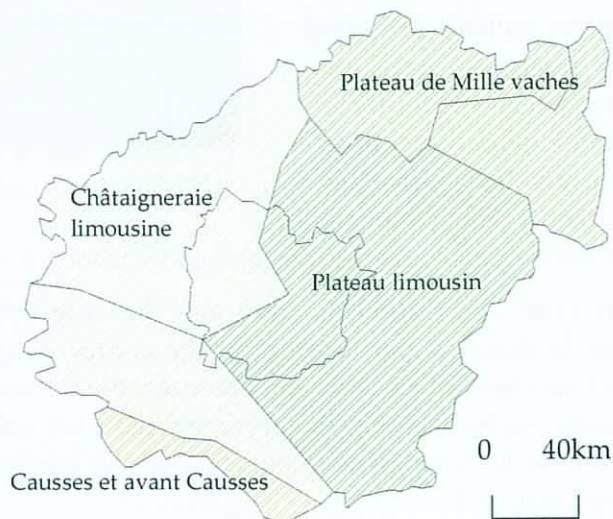 Plateau de Mille vaches
Châtaigneraie
limousine
Plateau limousin
0 40km
Causses et avant Causses